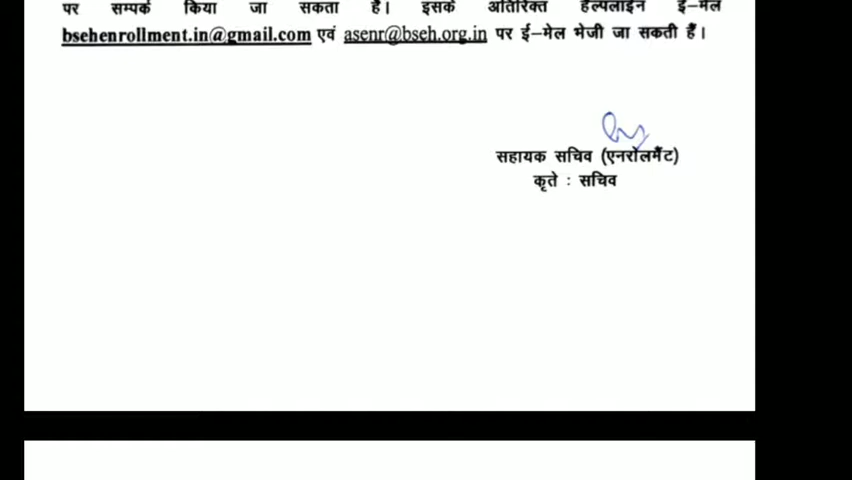 पर सम्पर्क किया जा सकता है। इसके अतिरिक्त हेल्पलाईन ई–मेल
bsehenrollment.in@gmail.com एवं asenr@bseh.org.in पर ई–मेल भेजी जा सकती हैं।
सहायक सचिव (एनरोलमैंट)
कृते : सचिव